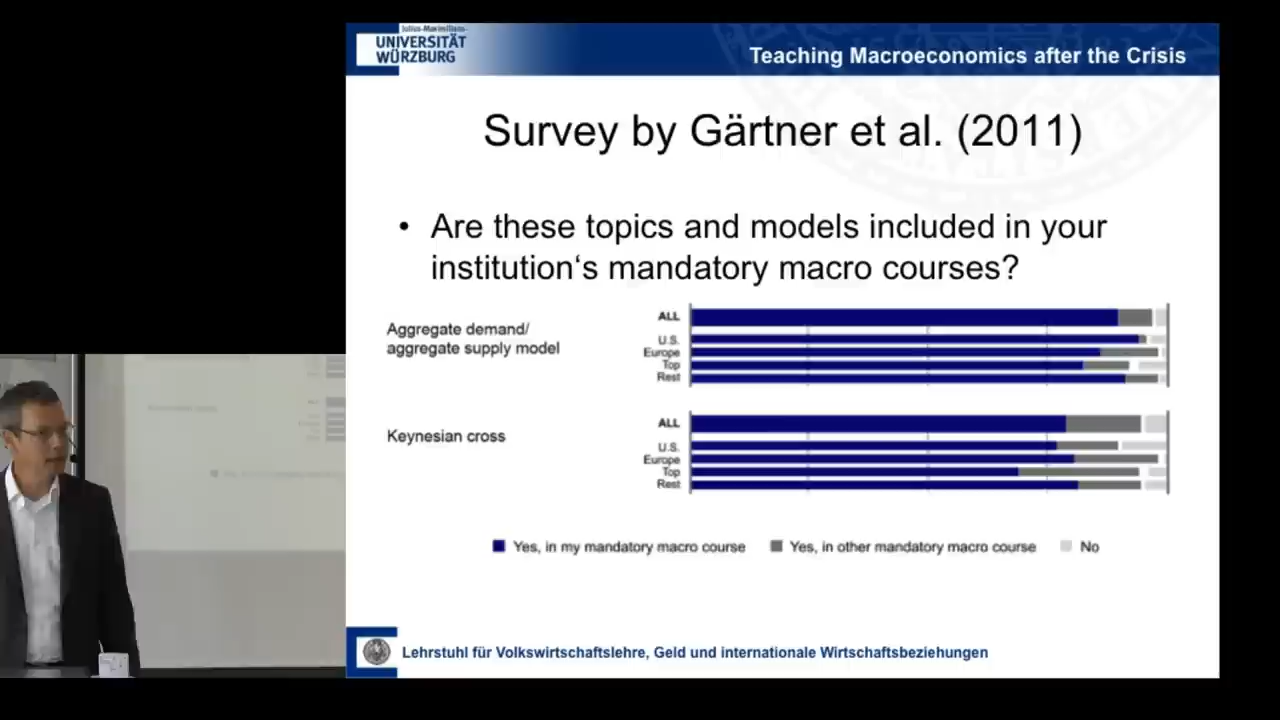 Julius-Maximilians-
UNIVERSITÄT
WÜRZBURG
Teaching Macroeconomics after the Crisis
Survey by Gärtner et al. (2011)
• Are these topics and models included in your
institution‘s mandatory macro courses?
Aggregate demand/
aggregate supply model
ALL
U.S.
Europe
Top
Rest
Keynesian cross
ALL
U.S.
Europe
Top
Rest
Yes, in my mandatory macro course
Yes, in other mandatory macro course
No
Lehrstuhl für Volkswirtschaftslehre, Geld und internationale Wirtschaftsbeziehungen